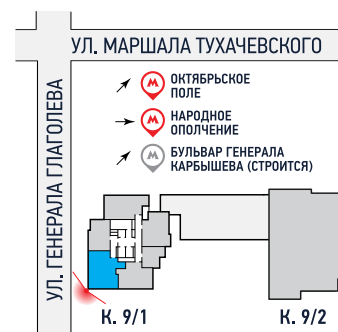 УЛ. МАРШАЛА ТУХАЧЕВСКОГО
УЛ. ГЕНЕРАЛА ГЛАГОЛЕВА
М ОКТЯБРЬСКОЕ
ПОЛЕ
М НАРОДНОЕ
ОПОЛЧЕНИЕ
М БУЛЬВАР ГЕНЕРАЛА
КАРБЫШЕВА (СТРОИТСЯ)
К. 9/1
К. 9/2